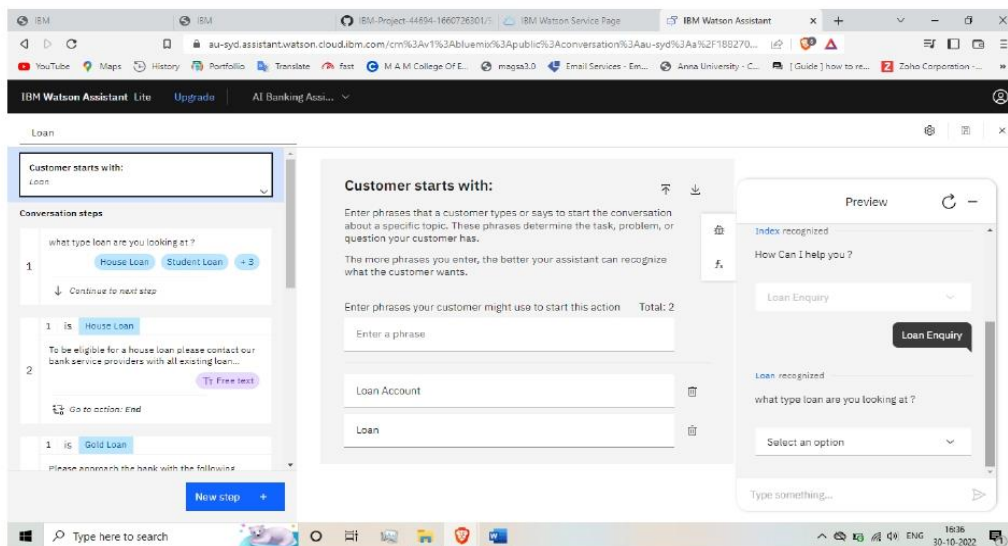 IBM
IBM
IBM-Project-44694-1660726301/
IBM Watson Service Page
IBM Watson Assistant
au-syd.assistant.watson.cloud.ibm.com/crn%3Av1%3Abluemix%3Apublic%3Aconversation%3Aau-syd%3Aa%2F188270...
YouTube
Maps
History
Portfollio
Translate
fast
M A M College Of E...
magsa3.0
Email Services - Em...
Anna University - C...
[ Guide ] how to re...
Zoho Corporation -...
IBM Watson Assistant Lite
Upgrade
AI Banking Assi...
Loan
Customer starts with:
Loan
Conversation steps
1
what type loan are you looking at ?
House Loan Student Loan + 3
Continue to next step
2
1 is House Loan
To be eligible for a house loan please contact our
bank service providers with all existing loan...
Free text
Go to action: End
1 is Gold Loan
Please approach the bank with the following
New step +
Customer starts with:
Enter phrases that a customer types or says to start the conversation
about a specific topic. These phrases determine the task, problem, or
question your customer has.
The more phrases you enter, the better your assistant can recognize
what the customer wants.
Enter phrases your customer might use to start this action Total: 2
Enter a phrase
Loan Account
Loan
Preview
Index recognized
How Can I help you ?
Loan Enquiry
Loan Enquiry
Loan recognized
what type loan are you looking at ?
Select an option
Type something...
Type here to search
ENG
16:36
30-10-2022